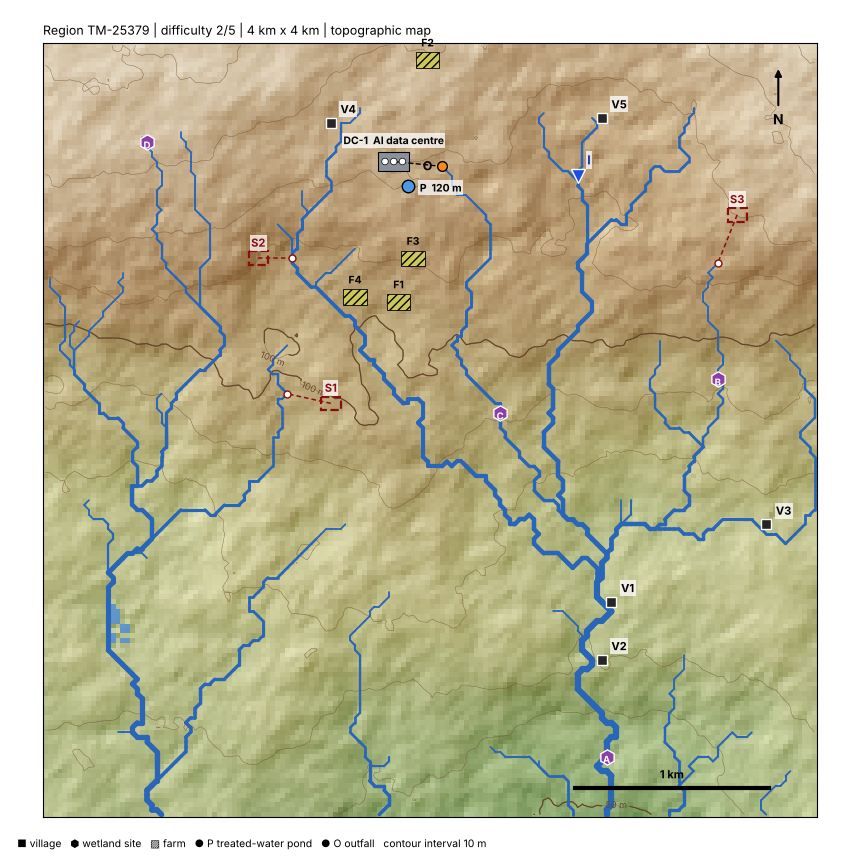 Region TM-25379 | difficulty 2/5 | 4 km x 4 km | topographic map
F2
V4
V5
N
DC-1 AI data centre
D
I
P 120 m
S3
S2
F3
F4
F1
100 m
100 m
S1
B
C
V3
V1
V2
A
1 km
village wetland site farm P treated-water pond O outfall contour interval 10 m